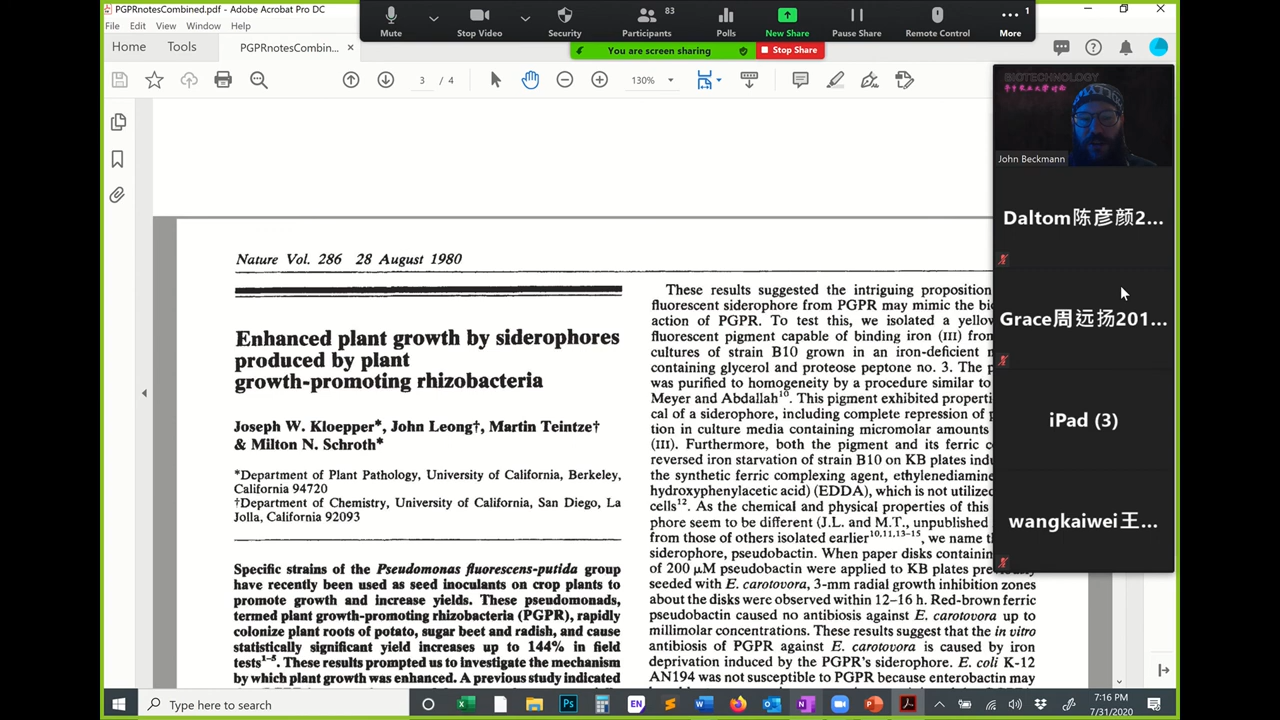 PGPRnotesCombined.pdf - Adobe Acrobat Pro DC
File Edit View Window Help
Home Tools PGPRnotesCombin... ×
3 / 4 130%
Mute Stop Video Security Participants 83 Polls New Share Pause Share Remote Control More 1
You are screen sharing Stop Share
BIOTECHNOLOGY
John Beckmann
Daltom陈彦颜2...
Grace周远扬201...
iPad (3)
wangkaiwei王...
Nature Vol. 286 28 August 1980
Enhanced plant growth by siderophores
produced by plant
growth-promoting rhizobacteria
Joseph W. Kloepper*, John Leong†, Martin Teintze†
& Milton N. Schroth*
*Department of Plant Pathology, University of California, Berkeley,
California 94720
†Department of Chemistry, University of California, San Diego, La
Jolla, California 92093
Specific strains of the Pseudomonas fluorescens-putida group
have recently been used as seed inoculants on crop plants to
promote growth and increase yields. These pseudomonads,
termed plant growth-promoting rhizobacteria (PGPR), rapidly
colonize plant roots of potato, sugar beet and radish, and cause
statistically significant yield increases up to 144% in field
tests1–5. These results prompted us to investigate the mechanism
by which plant growth was enhanced. A previous study indicated
These results suggested the intriguing proposition
fluorescent siderophore from PGPR may mimic the
action of PGPR. To test this, we isolated a
fluorescent pigment capable of binding iron (III)
cultures of strain B10 grown in an iron-deficient
containing glycerol and proteose peptone no. 3. The
was purified to homogeneity by a procedure similar to
Meyer and Abdallah10. This pigment exhibited
cal of a siderophore, including complete repression of
tion in culture media containing micromolar amounts
(III). Furthermore, both the pigment and its ferric
reversed iron starvation of strain B10 on KB plates
the synthetic ferric complexing agent,
hydroxyphenylacetic acid) (EDDA), which is not
cells12. As the chemical and physical properties of this
phore seem to be different (J.L. and M.T., unpublished
from those of others isolated earlier10,11,13–15, we name
siderophore, pseudobactin. When paper disks
of 200 μM pseudobactin were applied to KB plates
seeded with E. carotovora, 3-mm radial growth inhibition zones
about the disks were observed within 12–16 h. Red-brown ferric
pseudobactin caused no antibiosis against E. carotovora up to
millimolar concentrations. These results suggest that the in vitro
antibiosis of PGPR against E. carotovora is caused by iron
deprivation induced by the PGPR's siderophore. E. coli K-12
AN194 was not susceptible to PGPR because enterobactin may
Type here to search
EN
7:16 PM
7/31/2020